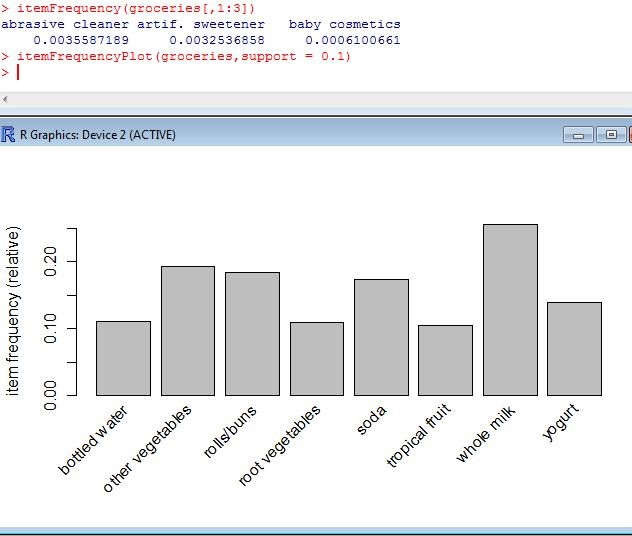 > itemFrequency(groceries[,1:3])
abrasive cleaner artif. sweetener   baby cosmetics
    0.0035587189     0.0032536858     0.0006100661
> itemFrequencyPlot(groceries,support = 0.1)
>
R Graphics: Device 2 (ACTIVE)
item frequency (relative)
0.20
0.10
0.00
bottled water
other vegetables
rolls/buns
root vegetables
soda
tropical fruit
whole milk
yogurt